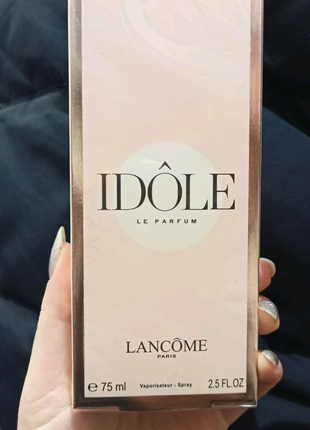 IDÔLE
LE PARFUM
LANCÔME
PARIS
℮ 75 ml Vaporisateur - Spray 2.5 FL.OZ